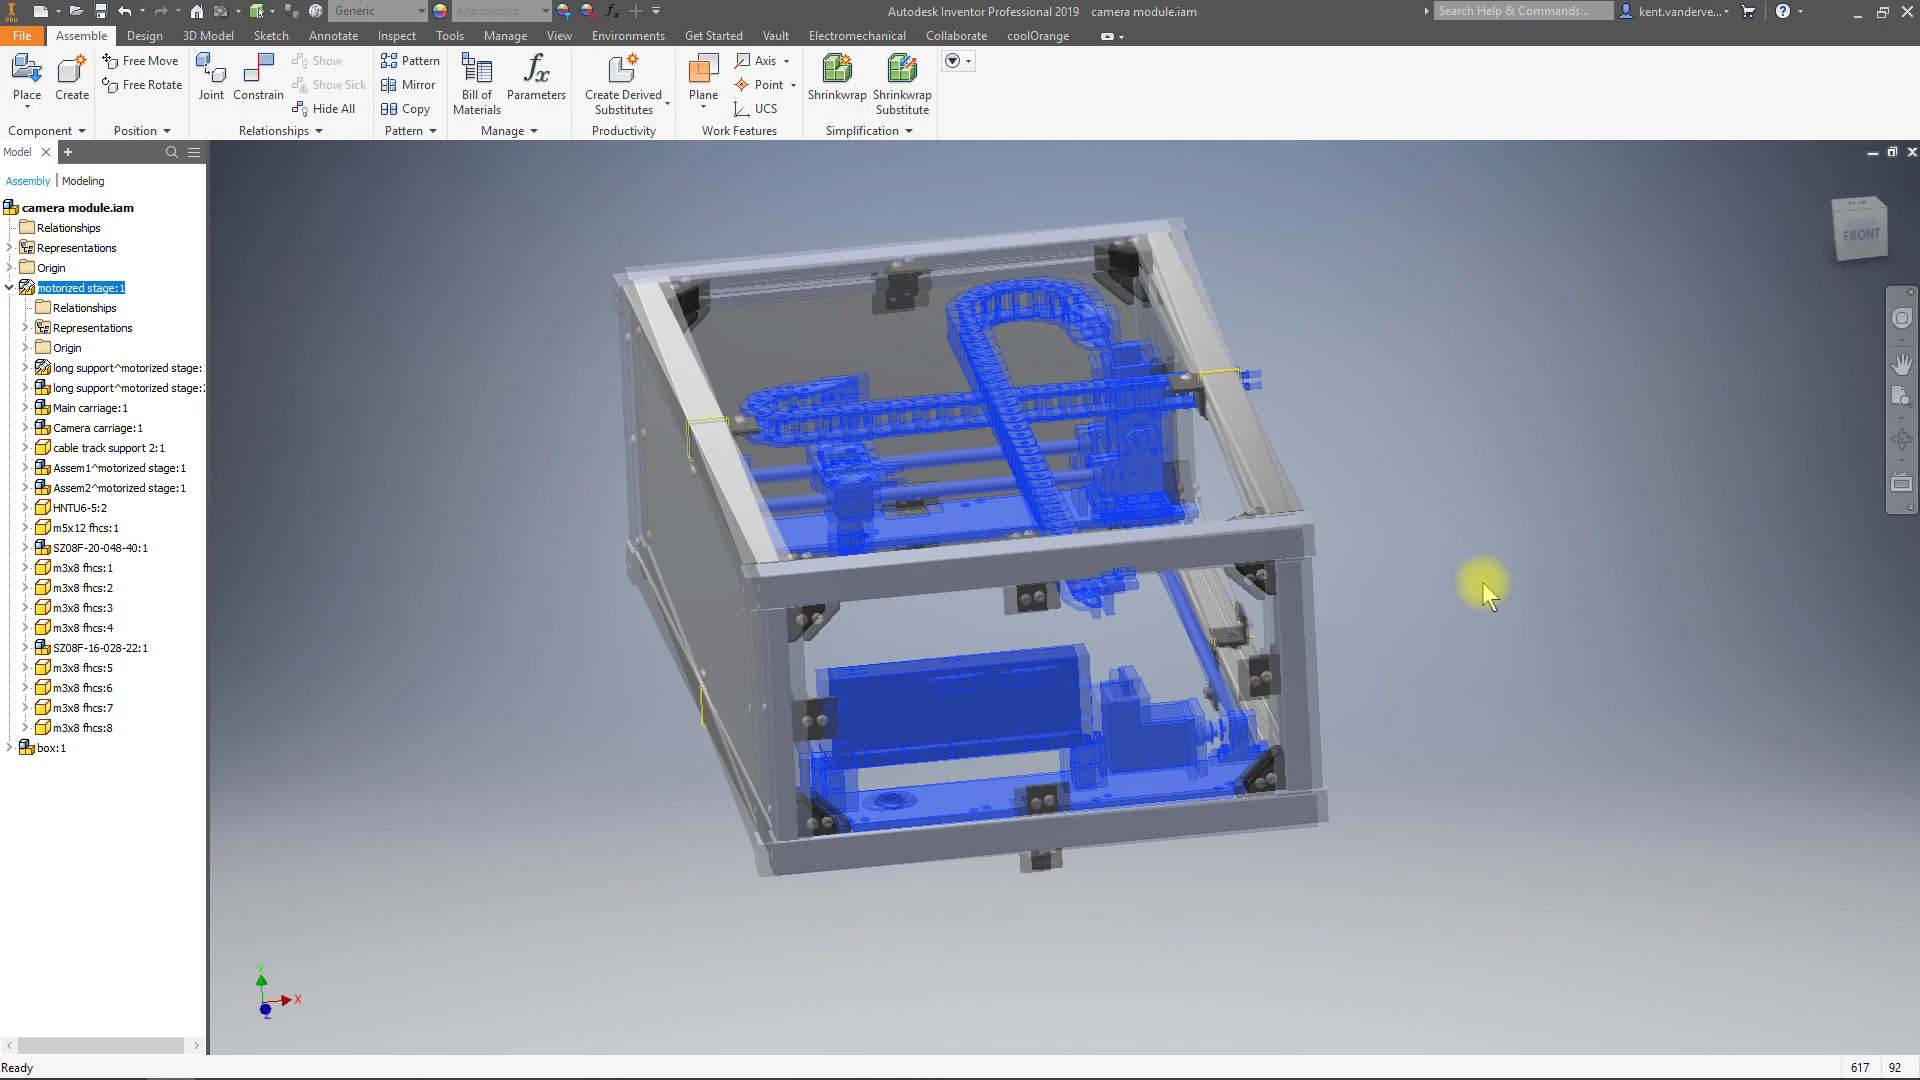 PRO
Generic
Appearance
Autodesk Inventor Professional 2019 camera module.iam
Search Help & Commands...
kent.vanderve...
File
Assemble
Design
3D Model
Sketch
Annotate
Inspect
Tools
Manage
View
Environments
Get Started
Vault
Electromechanical
Collaborate
coolOrange
Place
Create
Free Move
Free Rotate
Joint
Constrain
Show
Show Sick
Hide All
Pattern
Mirror
Copy
Bill of
Materials
fx
Parameters
Create Derived
Substitutes
Plane
Axis
Point
UCS
Shrinkwrap
Shrinkwrap
Substitute
Component
Position
Relationships
Pattern
Manage
Productivity
Work Features
Simplification
Model
Assembly | Modeling
camera module.iam
Relationships
Representations
Origin
motorized stage:1
Relationships
Representations
Origin
long support^motorized stage:
long support^motorized stage:2
Main carriage:1
Camera carriage:1
cable track support 2:1
Assem1^motorized stage:1
Assem2^motorized stage:1
HNTU6-5:2
m5x12 fhcs:1
SZ08F-20-048-40:1
m3x8 fhcs:1
m3x8 fhcs:2
m3x8 fhcs:3
m3x8 fhcs:4
SZ08F-16-028-22:1
m3x8 fhcs:5
m3x8 fhcs:6
m3x8 fhcs:7
m3x8 fhcs:8
box:1
FRONT
Y
X
Z
Ready
617
92